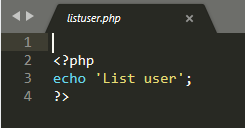 listuser.php
1
2 <?php
3 echo 'List user';
4 ?>